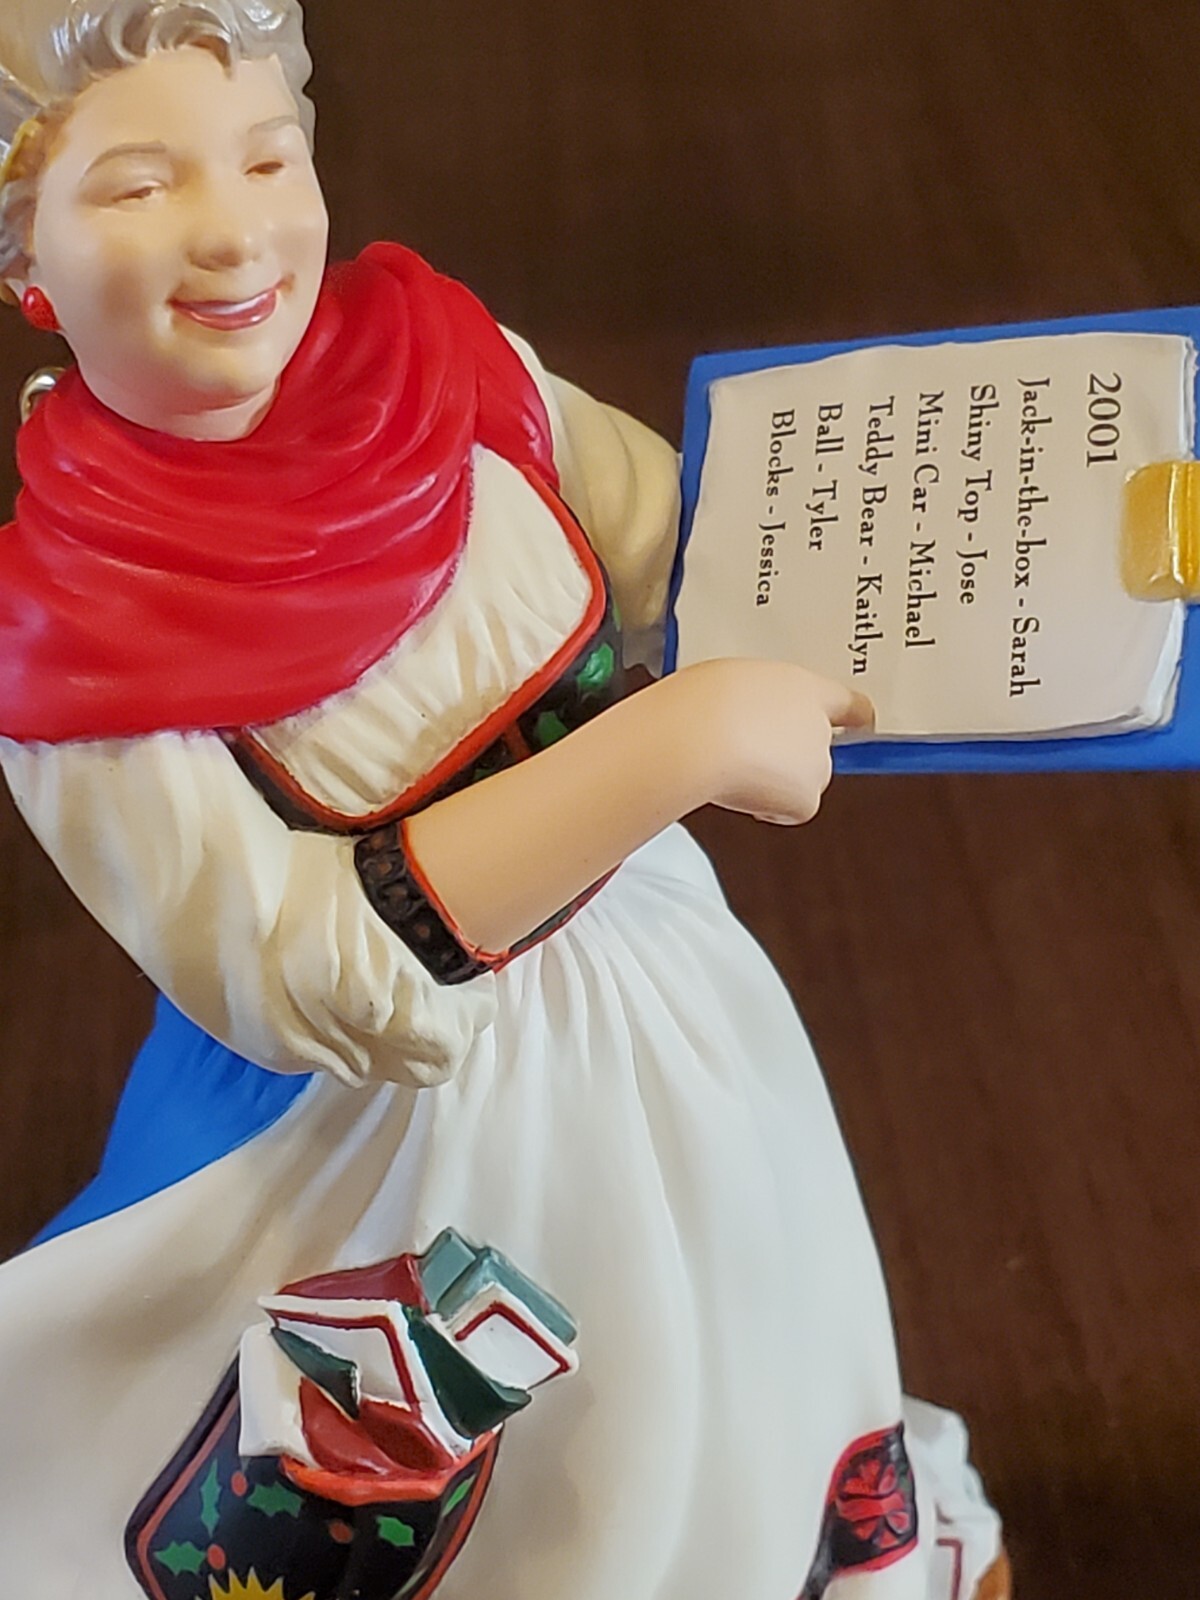 2001
Jack-in-the-box - Sarah
Shiny Top - Jose
Mini Car - Michael
Teddy Bear - Kaitlyn
Ball - Tyler
Blocks - Jessica